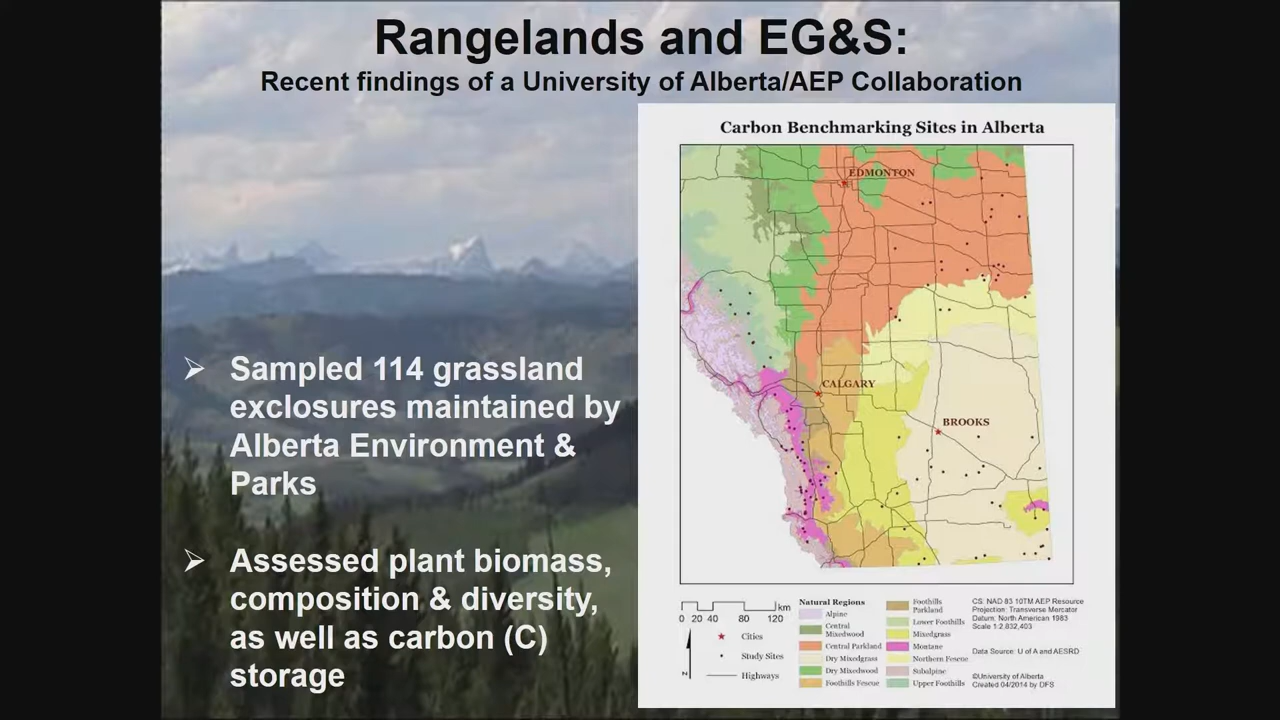 Rangelands and EG&S:
Recent findings of a University of Alberta/AEP Collaboration
Carbon Benchmarking Sites in Alberta
EDMONTON
CALGARY
BROOKS
➢ Sampled 114 grassland
exclosures maintained by
Alberta Environment &
Parks
➢ Assessed plant biomass,
composition & diversity,
as well as carbon (C)
storage
km
0 20 40 80 120
Cities
Study Sites
Highways
N
Natural Regions
Alpine
Central
Mixedwood
Central Parkland
Dry Mixedgrass
Dry Mixedwood
Foothills Fescue
Foothills
Parkland
Lower Foothills
Mixedgrass
Montane
Northern Fescue
Subalpine
Upper Foothills
CS: NAD 83 10TM AEP Resource
Projection: Transverse Mercator
Datum: North American 1983
Scale 1:2,832,403
Data Source: U of A and AESRD
©University of Alberta
Created 04/2014 by DFS